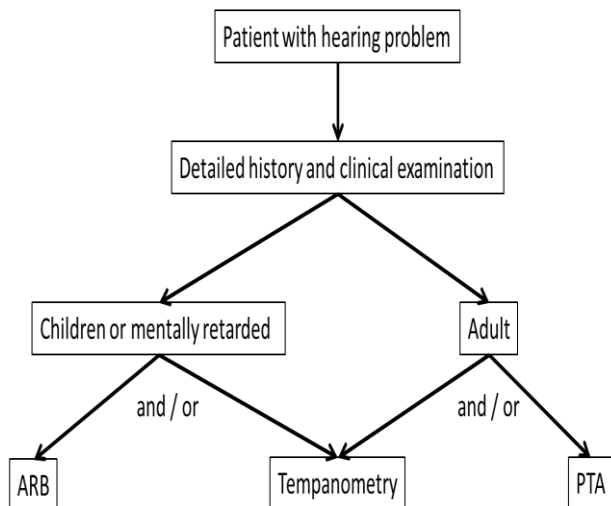 Patient with hearing problem
Detailed history and clinical examination
Children or mentally retarded
Adult
and / or
and / or
ARB
Tempanometry
PTA